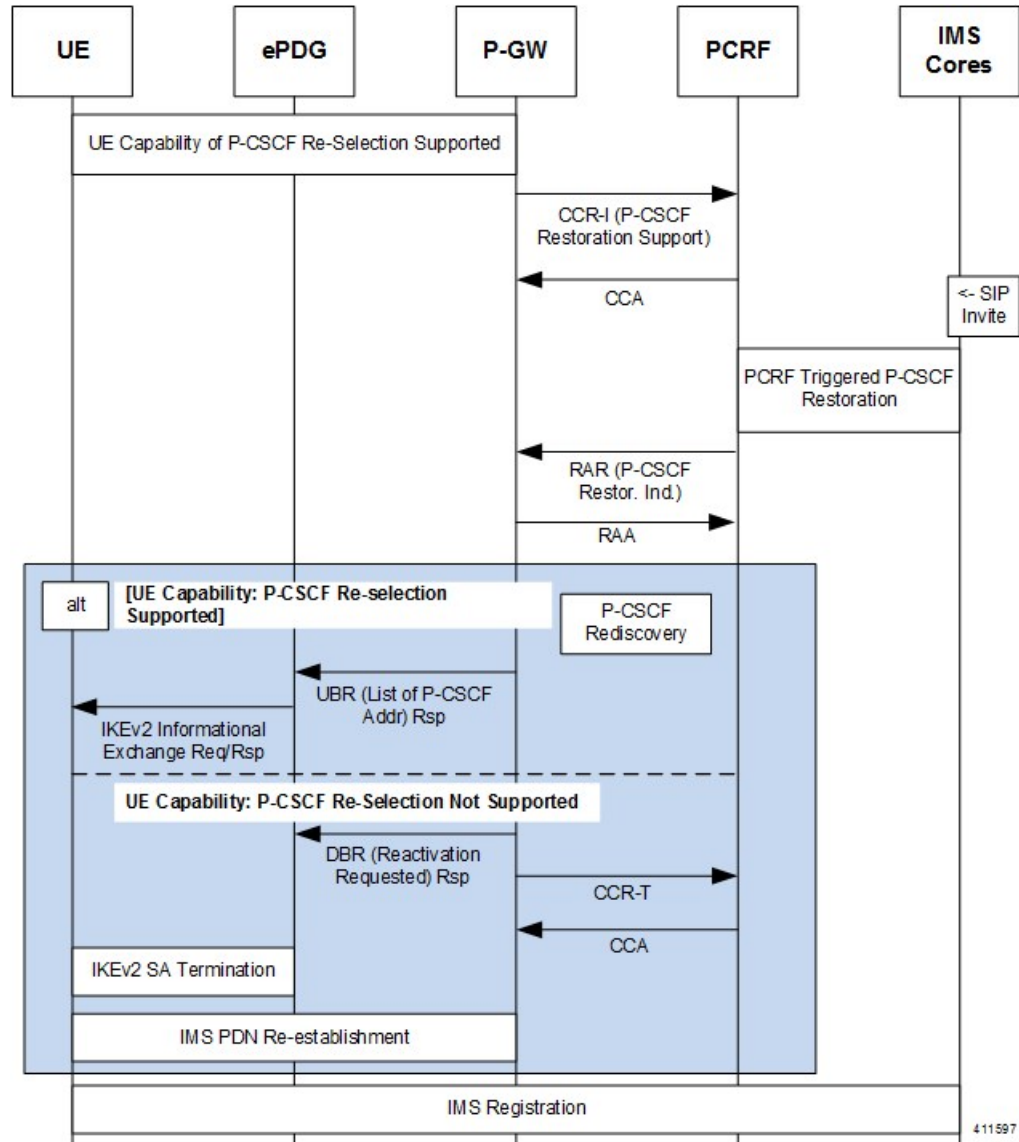 UE
ePDG
P-GW
PCRF
IMS
Cores
UE Capability of P-CSCF Re-Selection Supported
CCR-I (P-CSCF
Restoration Support)
CCA
<- SIP
Invite
PCRF Triggered P-CSCF
Restoration
RAR (P-CSCF
Restor. Ind.)
RAA
alt
[UE Capability: P-CSCF Re-selection
Supported]
P-CSCF
Rediscovery
UBR (List of P-CSCF
Addr) Rsp
IKEv2 Informational
Exchange Req/Rsp
UE Capability: P-CSCF Re-Selection Not Supported
DBR (Reactivation
Requested) Rsp
CCR-T
CCA
IKEv2 SA Termination
IMS PDN Re-establishment
IMS Registration
411597